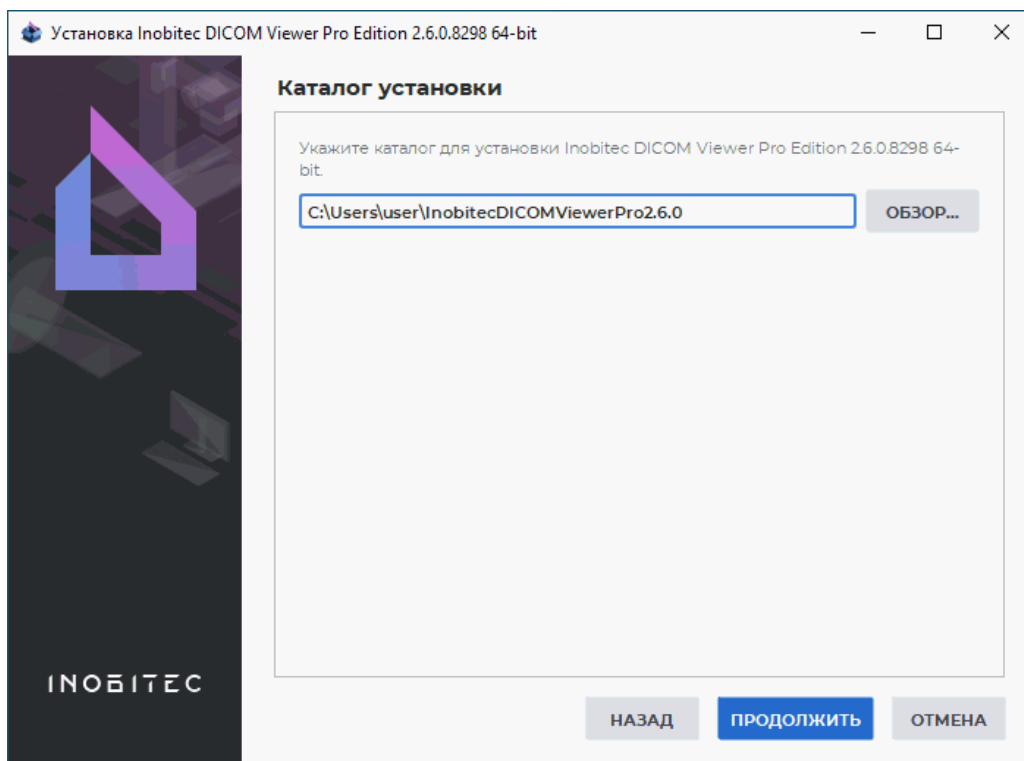 Установка Inobitec DICOM Viewer Pro Edition 2.6.0.8298 64-bit
Каталог установки
Укажите каталог для установки Inobitec DICOM Viewer Pro Edition 2.6.0.8298 64-
bit.
C:\Users\user\InobitecDICOMViewerPro2.6.0
ОБЗОР...
INOBITEC
НАЗАД
ПРОДОЛЖИТЬ
ОТМЕНА